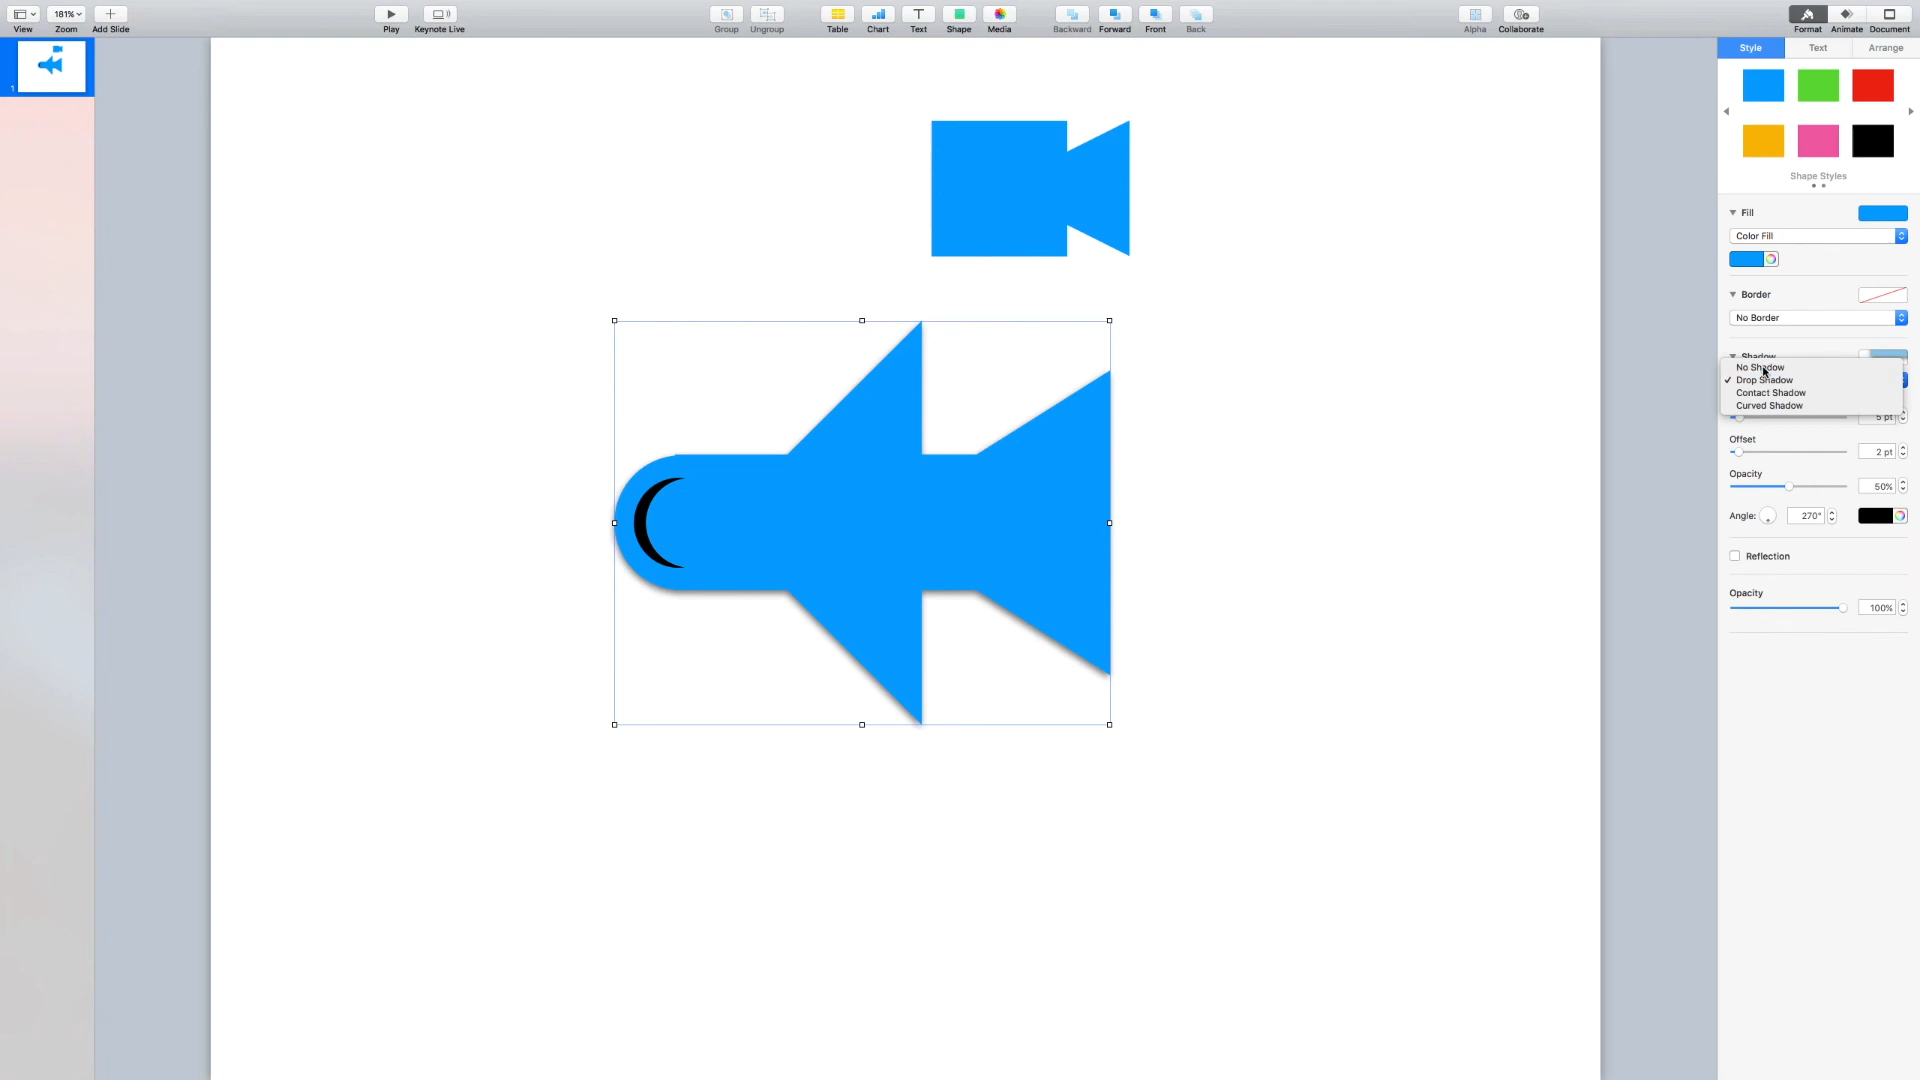 181%
View Zoom Add Slide Play Keynote Live Group Ungroup Table Chart Text Shape Media Backward Forward Front Back Alpha Collaborate Format Animate Document
1
Style Text Arrange
Shape Styles
Fill
Color Fill
Border
No Border
Shadow
No Shadow
✓ Drop Shadow
Contact Shadow
Curved Shadow
5 pt
Offset
2 pt
Opacity
50%
Angle: 270°
Reflection
Opacity
100%